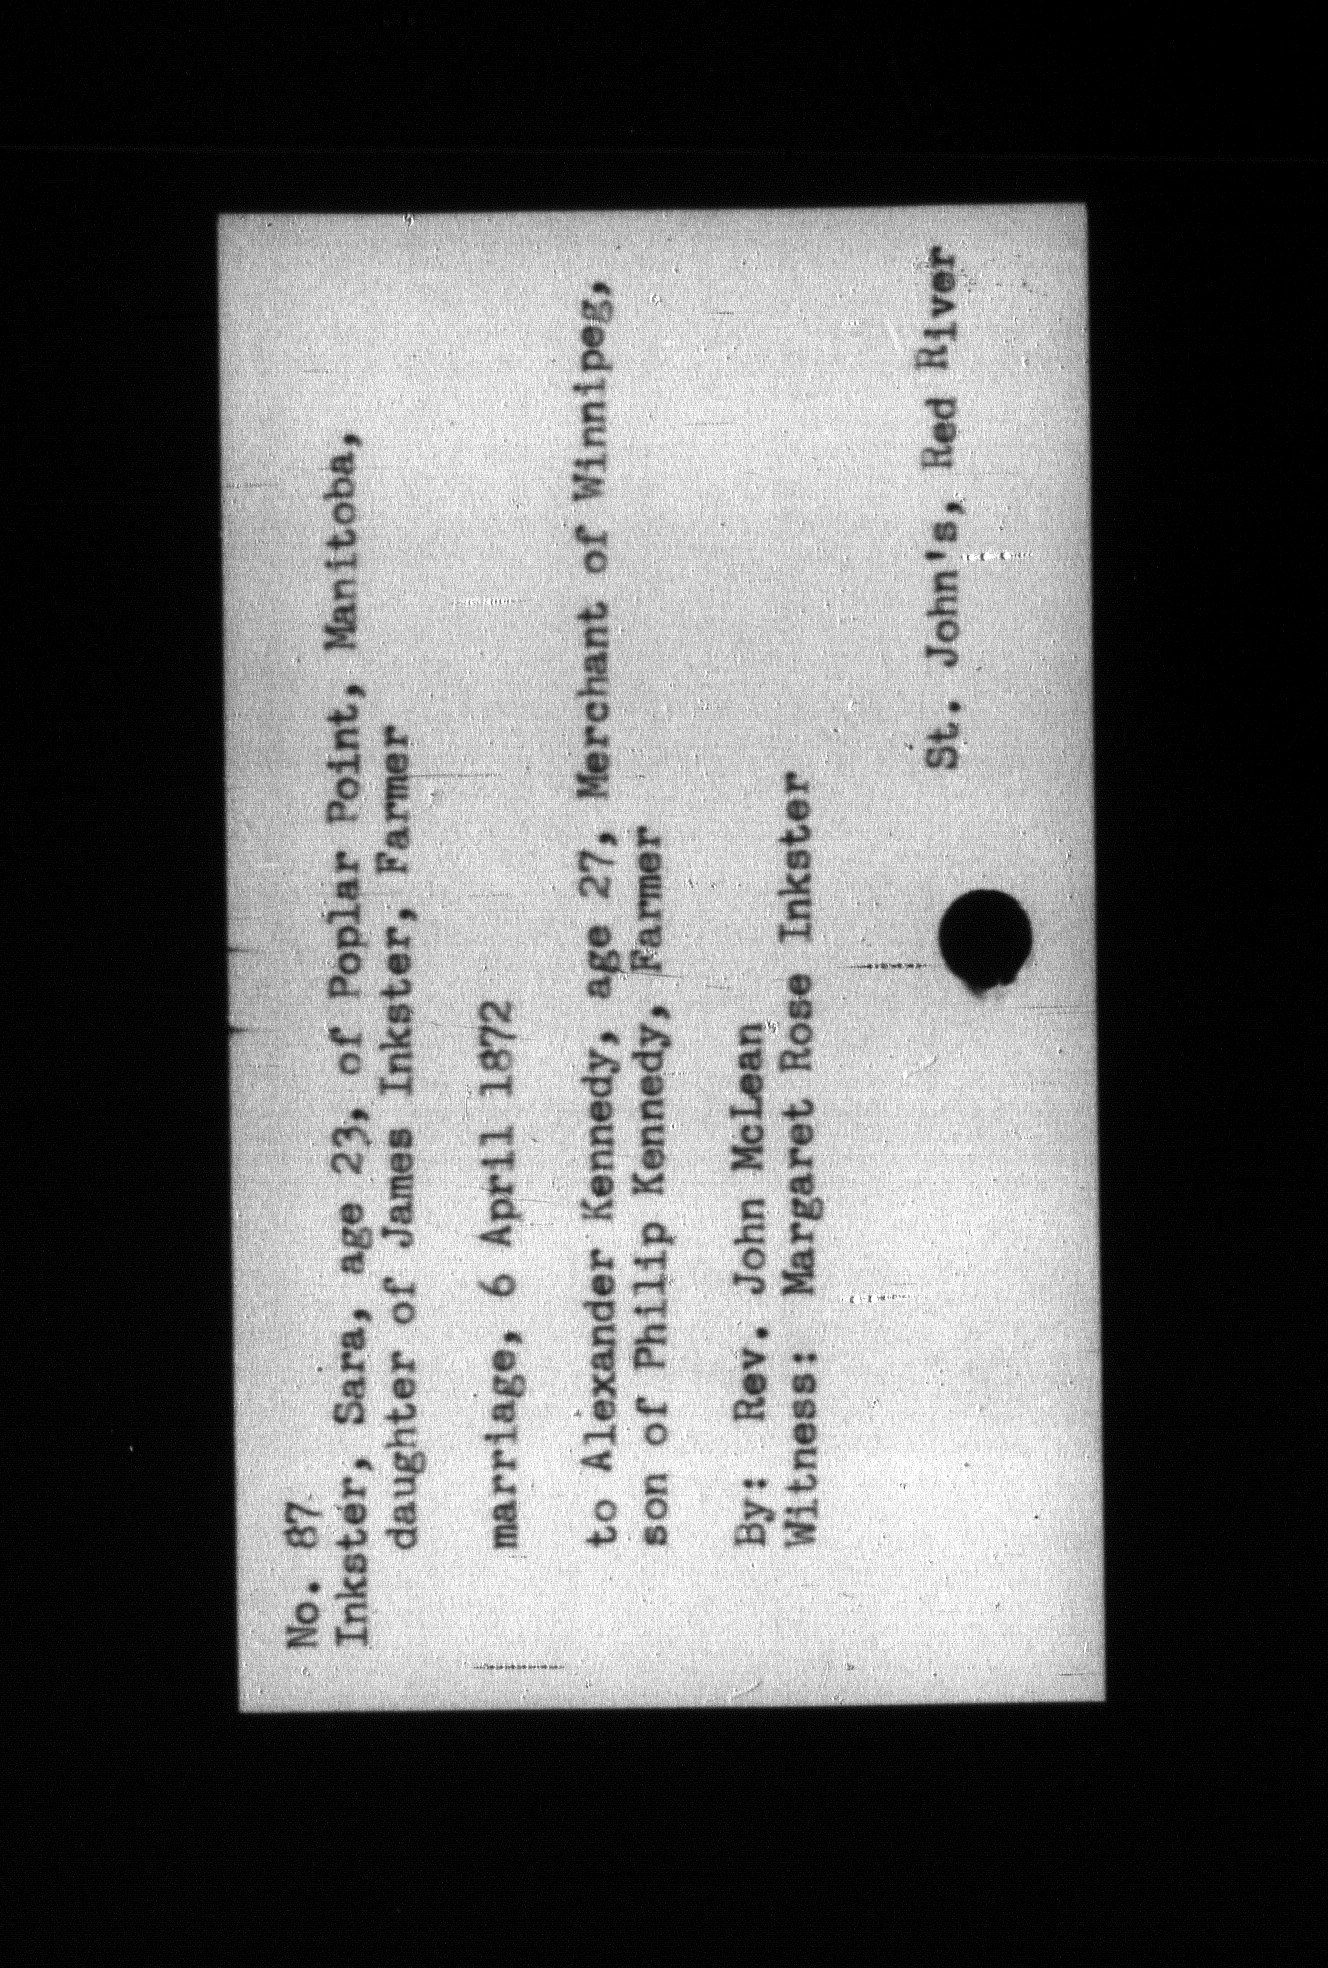 No. 87
Inkster, Sara, age 23, of Poplar Point, Manitoba,
daughter of James Inkster, Farmer
marriage, 6 April 1872
to Alexander Kennedy, age 27, Merchant of Winnipeg,
son of Philip Kennedy, Farmer
By: Rev. John McLean
Witness: Margaret Rose Inkster
St. John's, Red River